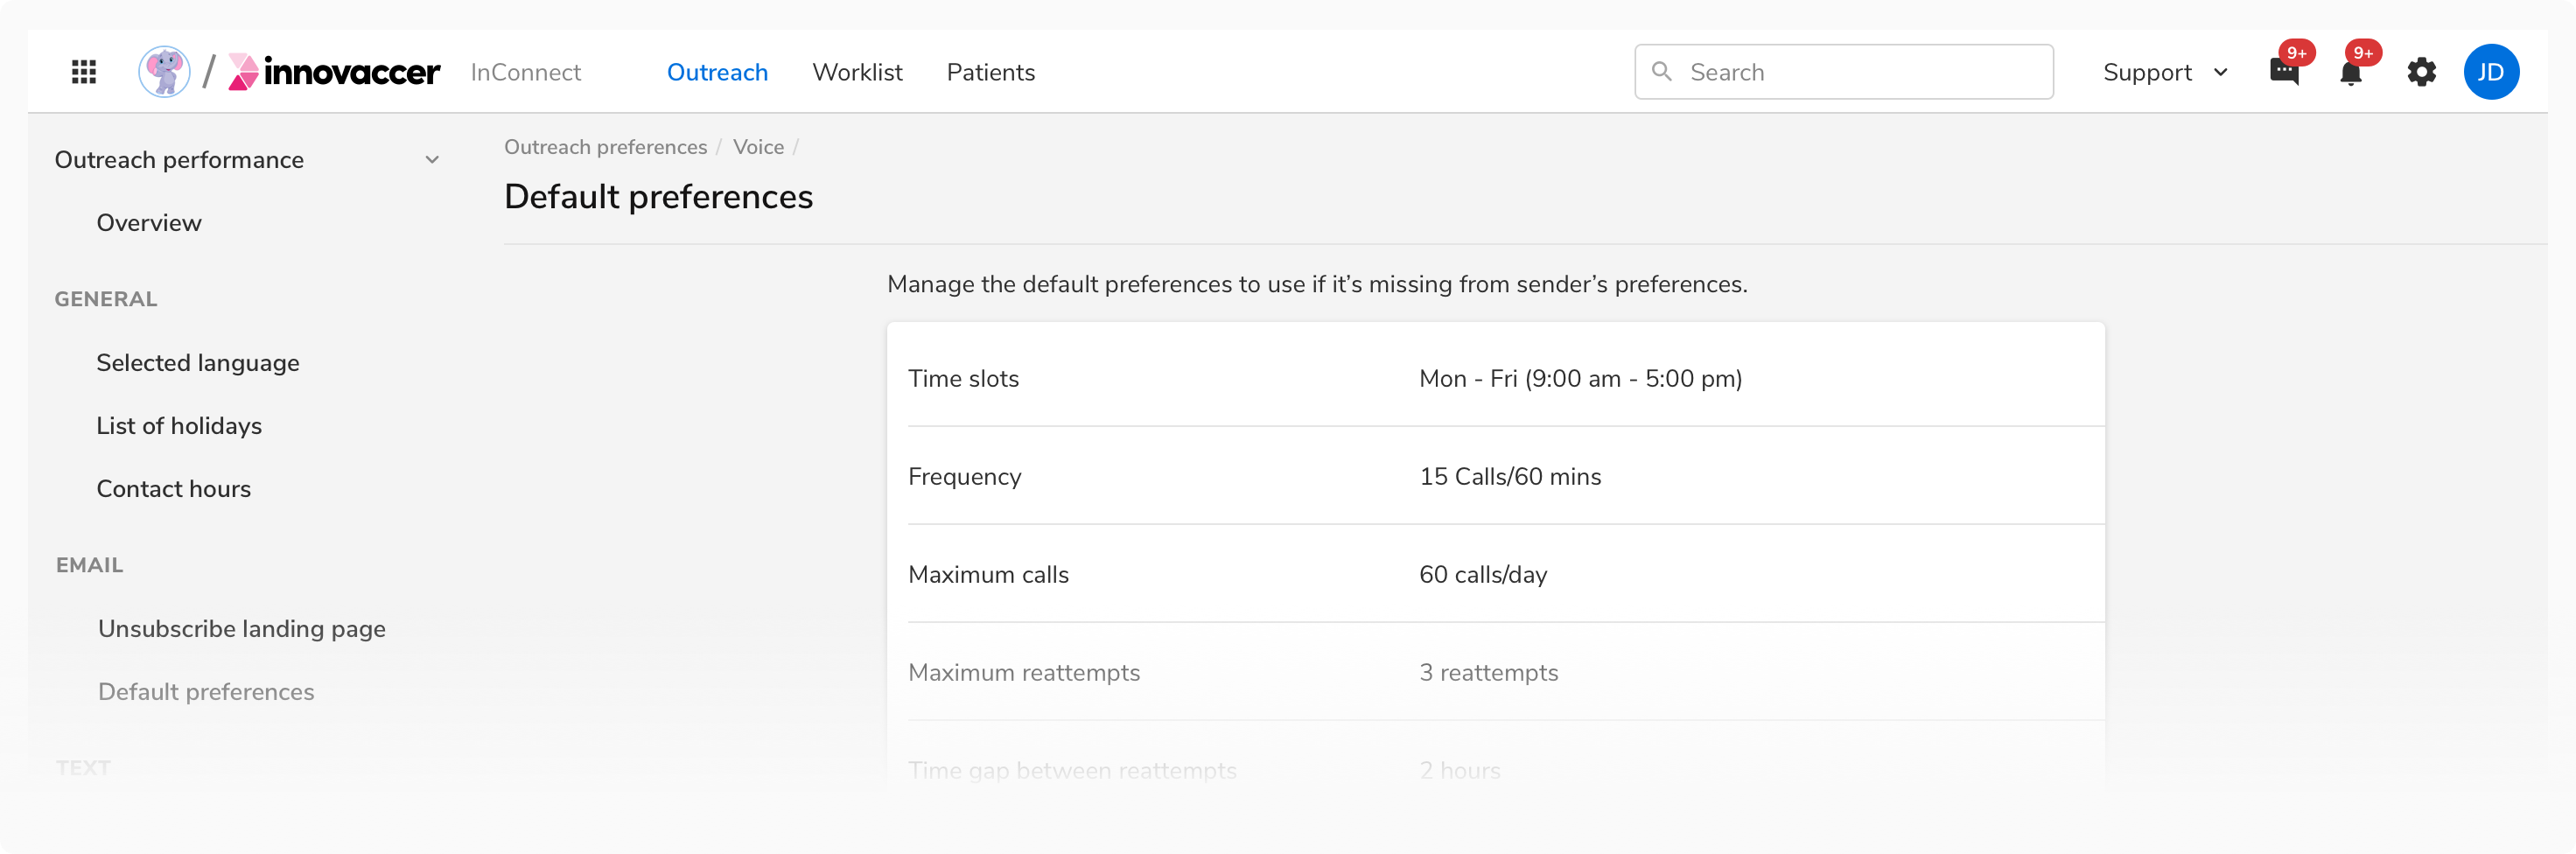 / innovaccer InConnect Outreach Worklist Patients Search Support 9+ 9+ JD
Outreach performance
Overview
GENERAL
Selected language
List of holidays
Contact hours
EMAIL
Unsubscribe landing page
Default preferences
TEXT
Outreach preferences / Voice /
Default preferences
Manage the default preferences to use if it’s missing from sender’s preferences.
Time slots Mon - Fri (9:00 am - 5:00 pm)
Frequency 15 Calls/60 mins
Maximum calls 60 calls/day
Maximum reattempts 3 reattempts
Time gap between reattempts 2 hours